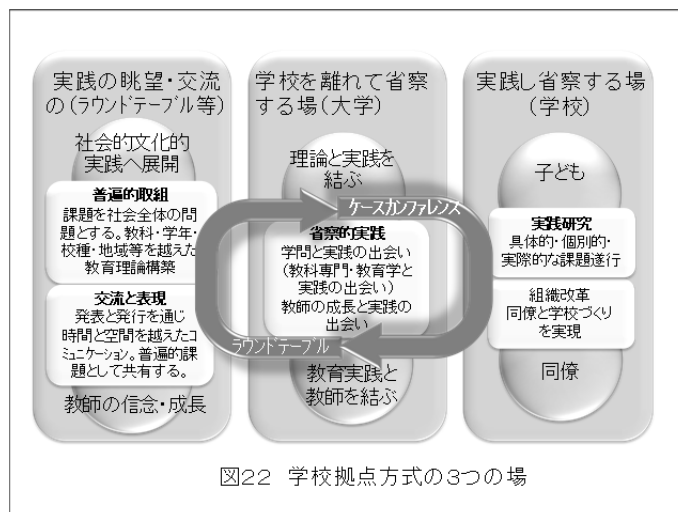 実践の眺望・交流
の(ラウンドテーブル等)
社会的文化的
実践へ展開
普遍的取組
課題を社会全体の問
題とする。教科・学年・
校種・地域等を越えた
教育理論構築
交流と表現
発表と発行を通じ
時間と空間を越えたコ
ミュニケーション。普遍的課
題として共有する。
教師の信念・成長
学校を離れて省察
する場(大学)
理論と実践を
結ぶ
ケースカンファレンス
省察的実践
学問と実践の出会い
(教科専門・教育学と
実践の出会い)
教師の成長と実践の
出会い
ラウンドテーブル
教育実践と
教師を結ぶ
実践し省察する場
(学校)
子ども
実践研究
具体的・個別的・
実際的な課題遂行
組織改革
同僚と学校づくり
を実現
同僚
図22 学校拠点方式の3つの場